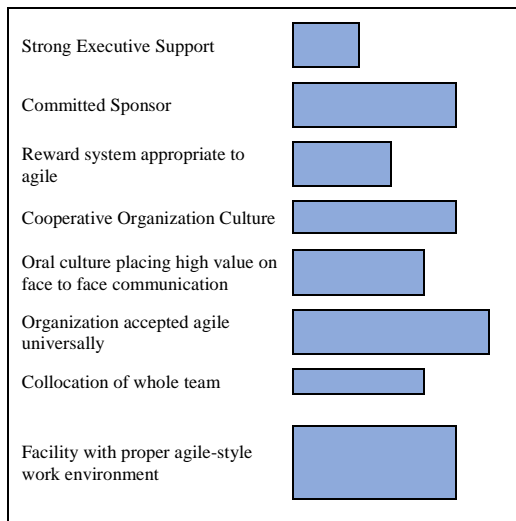 Strong Executive Support
Committed Sponsor
Reward system appropriate to
agile
Cooperative Organization Culture
Oral culture placing high value on
face to face communication
Organization accepted agile
universally
Collocation of whole team
Facility with proper agile-style
work environment